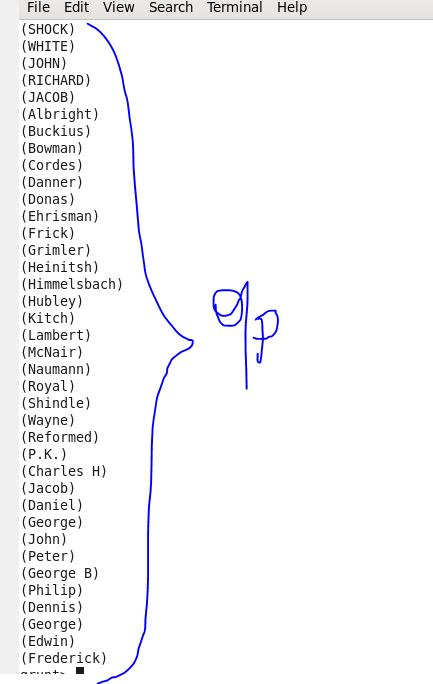 File Edit View Search Terminal Help
(SHOCK)
(WHITE)
(JOHN)
(RICHARD)
(JACOB)
(Albright)
(Buckius)
(Bowman)
(Cordes)
(Danner)
(Donas)
(Ehrisman)
(Frick)
(Grimler)
(Heinitsh)
(Himmelsbach)
(Hubley)
(Kitch)
(Lambert)
(McNair)
(Naumann)
(Royal)
(Shindle)
(Wayne)
(Reformed)
(P.K.)
(Charles H)
(Jacob)
(Daniel)
(George)
(John)
(Peter)
(George B)
(Philip)
(Dennis)
(George)
(Edwin)
(Frederick)
grunt>